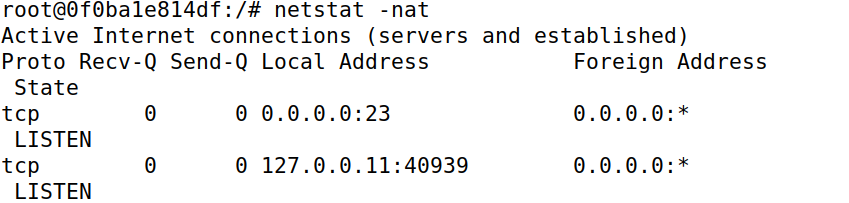 root@0f0ba1e814df:/# netstat -nat
Active Internet connections (servers and established)
Proto Recv-Q Send-Q Local Address           Foreign Address
 State
tcp        0      0 0.0.0.0:23              0.0.0.0:*
 LISTEN
tcp        0      0 127.0.0.11:40939        0.0.0.0:*
 LISTEN